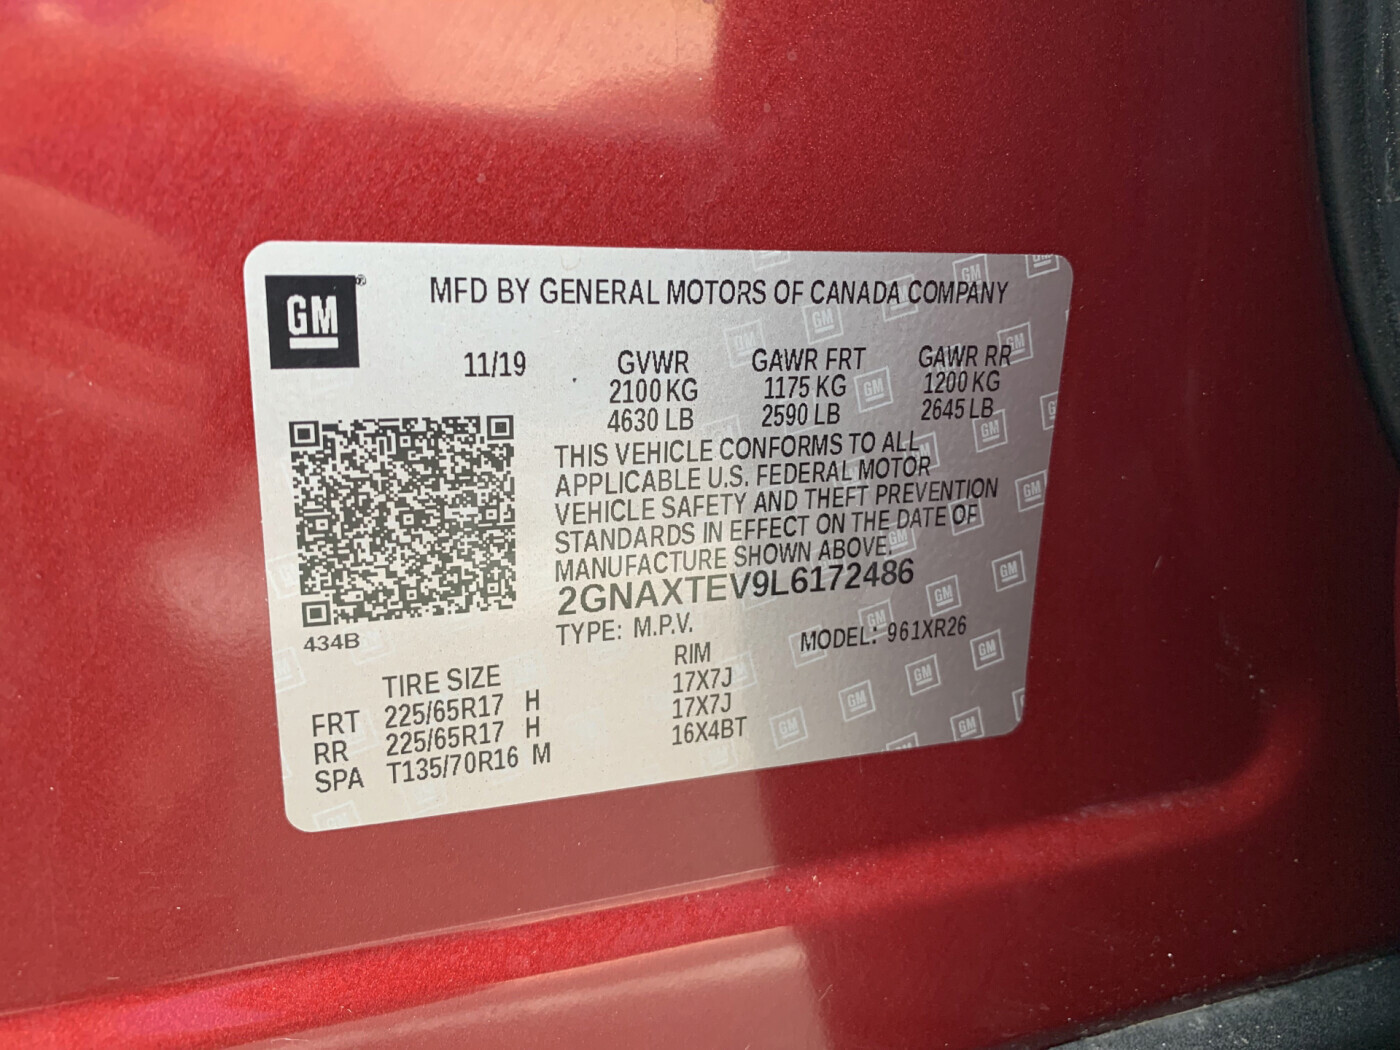 GM
MFD BY GENERAL MOTORS OF CANADA COMPANY
11/19 GVWR GAWR FRT GAWR RR
2100 KG 1175 KG 1200 KG
4630 LB 2590 LB 2645 LB
THIS VEHICLE CONFORMS TO ALL
APPLICABLE U.S. FEDERAL MOTOR
VEHICLE SAFETY AND THEFT PREVENTION
STANDARDS IN EFFECT ON THE DATE OF
MANUFACTURE SHOWN ABOVE.
2GNAXTEV9L6172486
434B
TYPE: M.P.V. MODEL: 961XR26
TIRE SIZE RIM
FRT 225/65R17 H 17X7J
RR 225/65R17 H 17X7J
SPA T135/70R16 M 16X4BT